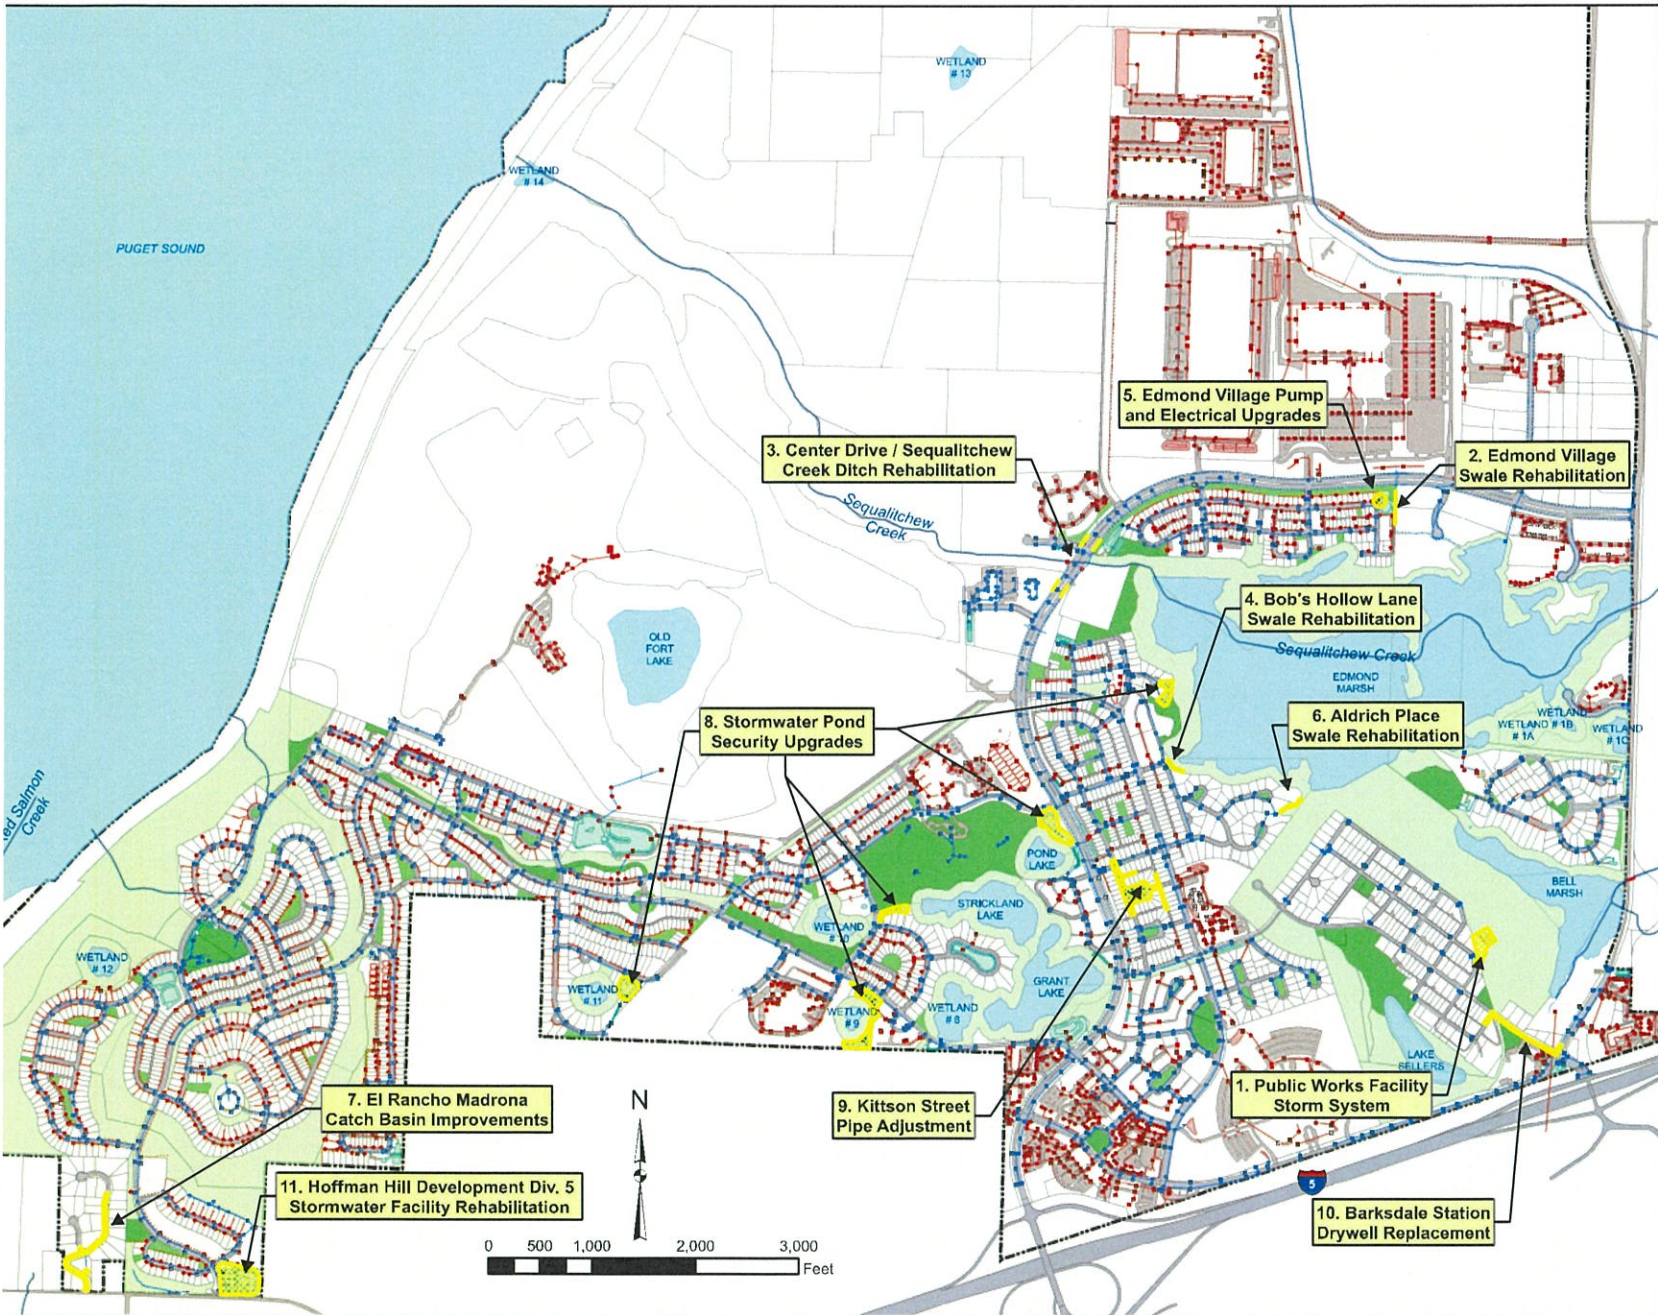 WETLAND
# 13
WETLAND
# 14
PUGET SOUND
5. Edmond Village Pump
and Electrical Upgrades
3. Center Drive / Sequalitchew
Creek Ditch Rehabilitation
2. Edmond Village
Swale Rehabilitation
Sequalitchew
Creek
4. Bob's Hollow Lane
Swale Rehabilitation
OLD
FORT
LAKE
Sequalitchew Creek
EDMOND
MARSH
8. Stormwater Pond
Security Upgrades
6. Aldrich Place
Swale Rehabilitation
WETLAND
# 1A
WETLAND
# 1B
WETLAND
# 1C
Red Salmon
Creek
POND
LAKE
BELL
MARSH
STRICKLAND
LAKE
WETLAND
# 10
WETLAND
# 12
WETLAND
# 11
GRANT
LAKE
WETLAND
# 9
WETLAND
# 8
LAKE
SELLERS
7. El Rancho Madrona
Catch Basin Improvements
N
9. Kittson Street
Pipe Adjustment
1. Public Works Facility
Storm System
11. Hoffman Hill Development Div. 5
Stormwater Facility Rehabilitation
5
10. Barksdale Station
Drywell Replacement
0 500 1,000 2,000 3,000
Feet